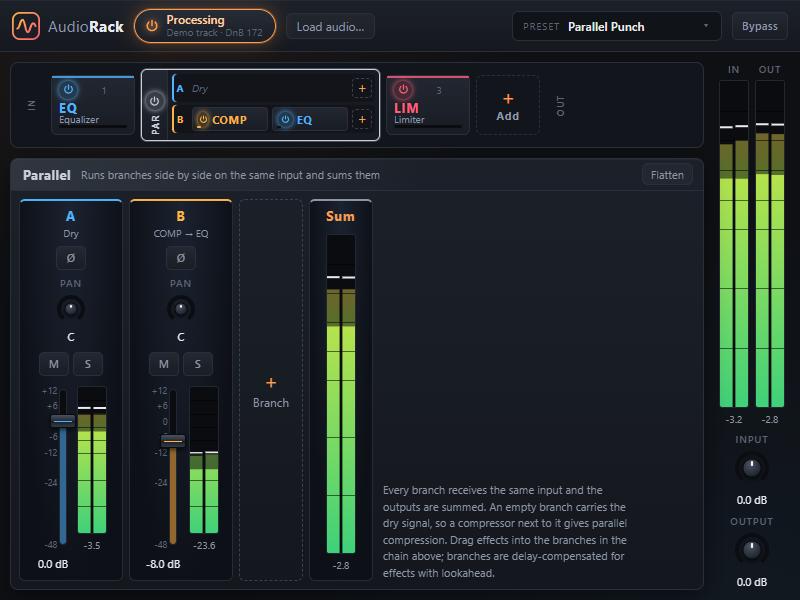 AudioRack
Processing
Demo track · DnB 172
Load audio...
PRESET Parallel Punch
Bypass
IN
1
EQ
Equalizer
PAR
A Dry +
B COMP EQ +
3
LIM
Limiter
+
Add
OUT
IN OUT
Parallel Runs branches side by side on the same input and sums them
Flatten
A
Dry
Ø
PAN
C
M S
+12
+6
-6
-12
-24
-48
-3.5
0.0 dB
B
COMP → EQ
Ø
PAN
C
M S
+12
+6
0
-12
-24
-48
-23.6
-8.0 dB
+
Branch
Sum
-2.8
Every branch receives the same input and the
outputs are summed. An empty branch carries the
dry signal, so a compressor next to it gives parallel
compression. Drag effects into the branches in the
chain above; branches are delay-compensated for
effects with lookahead.
-3.2 -2.8
INPUT
0.0 dB
OUTPUT
0.0 dB